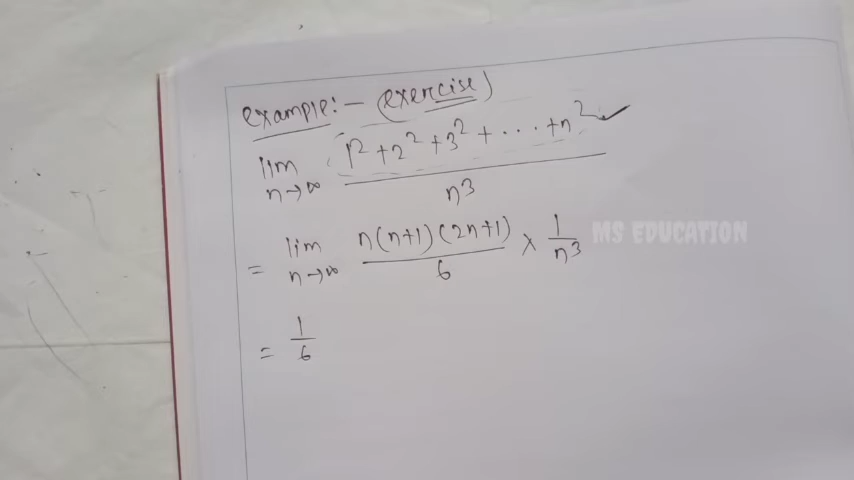 example:- (exercise)
lim n→∞ (1² + 2² + 3² + ... + n²) / n³ ✓
= lim n→∞ n(n+1)(2n+1) / 6 × 1 / n³
MS EDUCATION
= 1 / 6